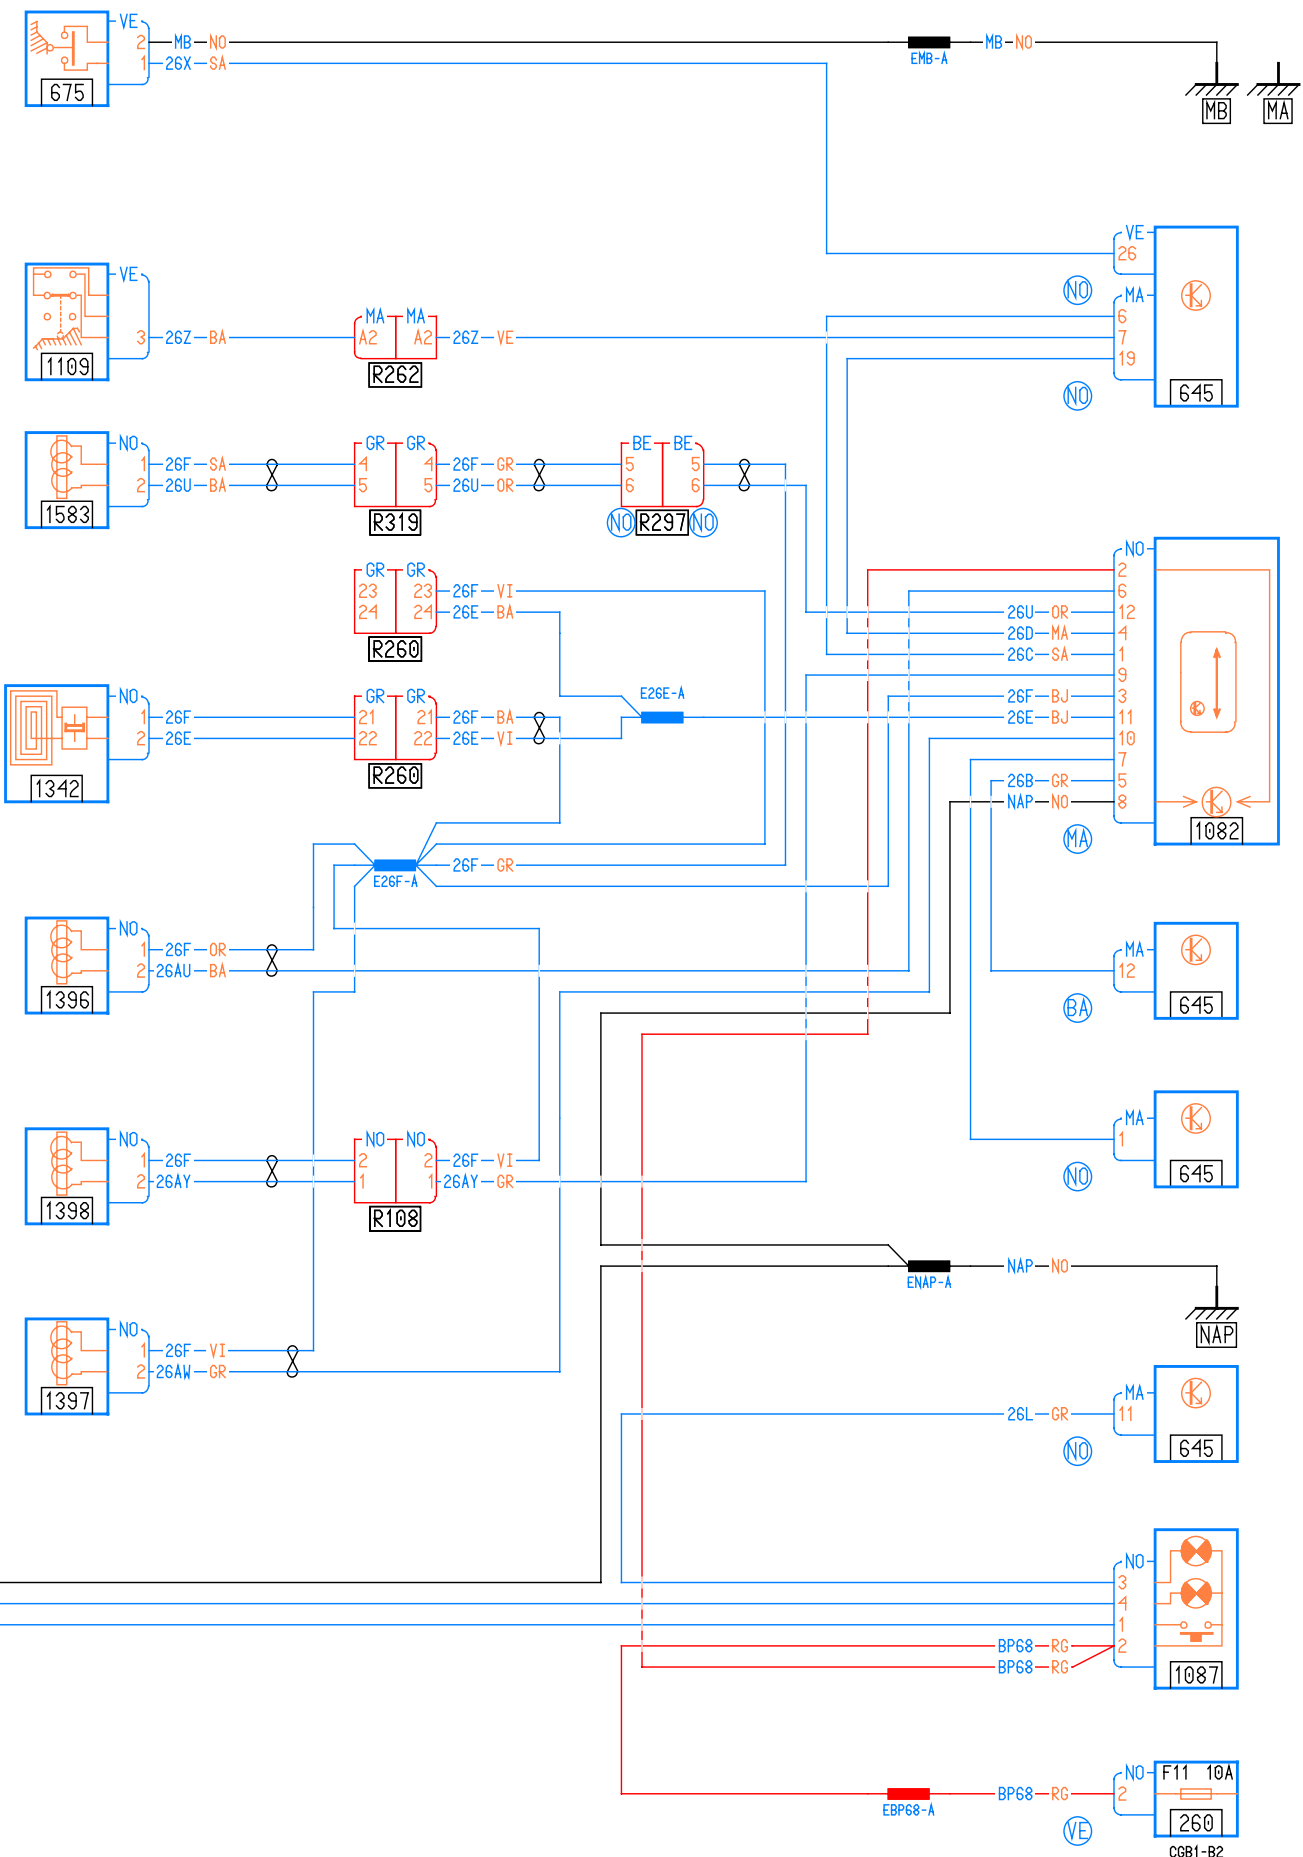 VE
2 MB NO EMB-A MB NO
1 26X SA
675
MB MA
VE
26
NO
MA
6
7
19
645
NO
VE
3 26Z BA
1109
MA MA
A2 A2 26Z VE
R262
NO
1 26F SA
2 26U BA
1583
GR GR
4 4 26F GR
5 5 26U OR
R319
BE BE
5 5
6 6
NO R297 NO
GR GR
23 23 26F VI
24 24 26E BA
R260
NO
2
6
26U OR 12
26D MA 4
26C SA 1
9
26F BJ 3
26E BJ 11
10
7
26B GR 5
NAP NO 8
MA
1082
E26E-A
NO
1 26F
2 26E
1342
GR GR
21 21 26F BA
22 22 26E VI
R260
26F GR
E26F-A
NO
1 26F OR
2 26AU BA
1396
MA
12
645
BA
NO
1 26F
2 26AY
1398
NO NO
2 2 26F VI
1 1 26AY GR
R108
MA
1
645
NO
ENAP-A NAP NO
NAP
NO
1 26F VI
2 26AW GR
1397
MA
26L GR 11
645
NO
NO
3
4
1
BP68 RG 2
BP68 RG
1087
NO F11 10A
EBP68-A BP68 RG 2
260
VE
CGB1-B2